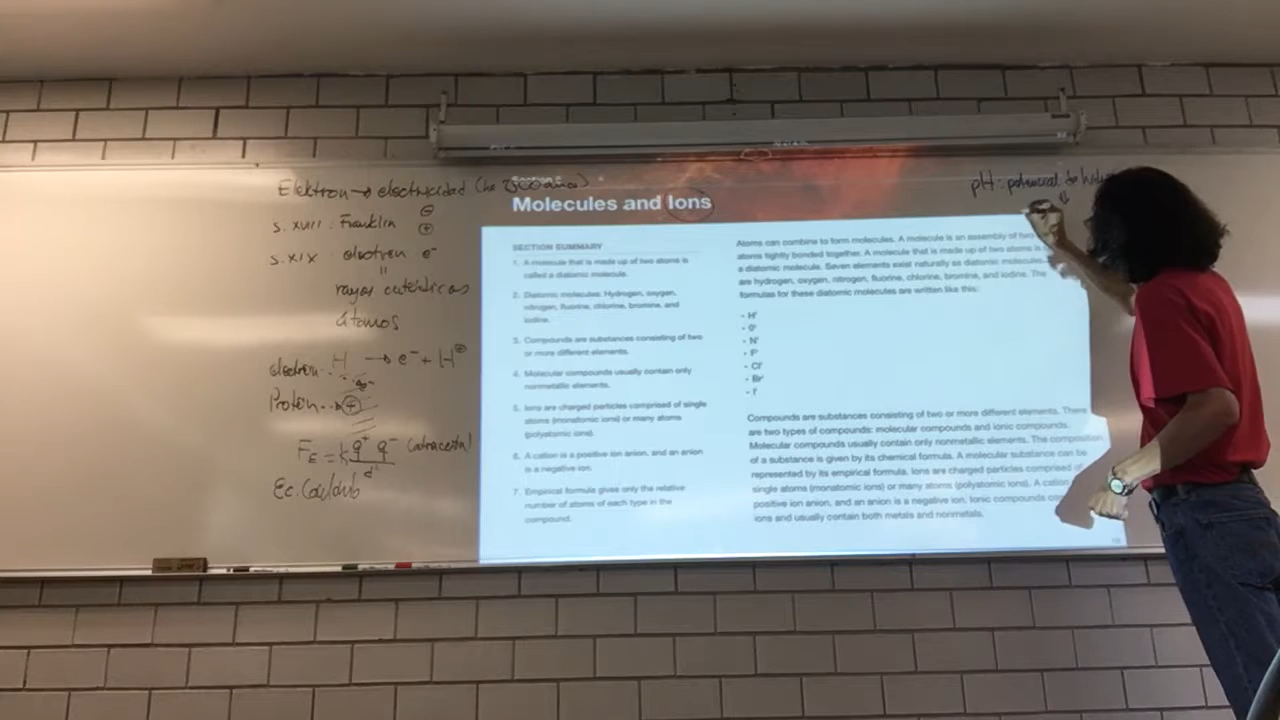 Elektron → electricidad
s. XVIII: Franklin ⊖ ⊕
s. XIX electron e⁻
"
rayos catódicos
átomos
electron. H → e⁻ + H⊕
Proton. → ⊕
F_E = k q⁺ q⁻ / d²
Ec. Coulomb
Molecules and Ions
SECTION SUMMARY
1. A molecule that is made up of two atoms is
called a diatomic molecule.
2. Diatomic molecules: Hydrogen, oxygen,
nitrogen, fluorine, chlorine, bromine, and
iodine.
3. Compounds are substances consisting of two
or more different elements.
4. Molecular compounds usually contain only
nonmetallic elements.
5. Ions are charged particles comprised of single
atoms (monatomic ions) or many atoms
(polyatomic ions).
6. A cation is a positive ion anion, and an anion
is a negative ion.
7. Empirical formula gives only the relative
number of atoms of each type in the
compound.
pH: potencial de
Atoms can combine to form molecules. A molecule is an assembly of two
atoms tightly bonded together. A molecule that is made up of two atoms is
a diatomic molecule. Seven elements exist naturally as diatomic molecules
are hydrogen, oxygen, nitrogen, fluorine, chlorine, bromine, and iodine. The
formulas for these diatomic molecules are written like this:
Compounds are substances consisting of two or more different elements. There
are two types of compounds: molecular compounds and ionic compounds.
Molecular compounds usually contain only nonmetallic elements. The composition
of a substance is given by its chemical formula. A molecular substance can be
represented by its empirical formula. Ions are charged particles comprised of
single atoms (monatomic ions) or many atoms (polyatomic ions). A cation
positive ion anion, and an anion is a negative ion. Ionic compounds
ions and usually contain both metals and nonmetals.